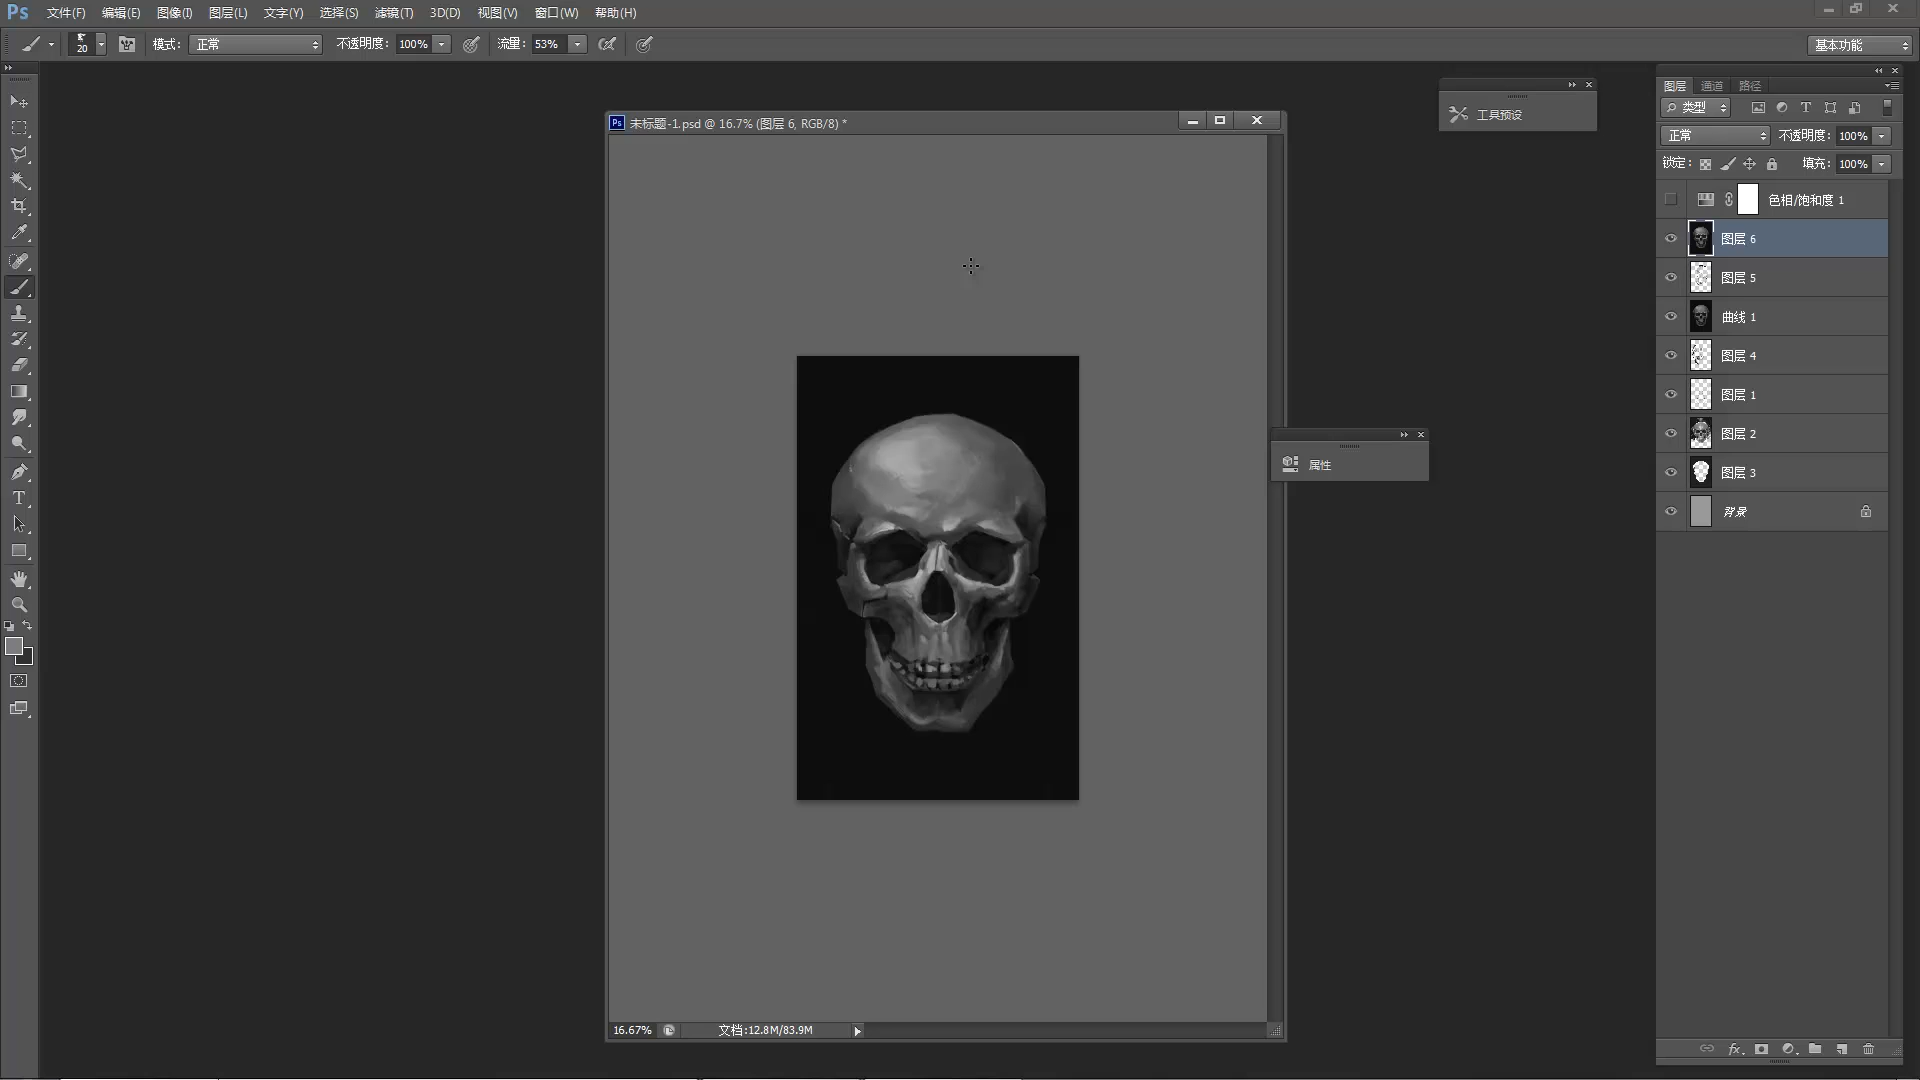 Ps 文件(F) 编辑(E) 图像(I) 图层(L) 文字(Y) 选择(S) 滤镜(T) 3D(D) 视图(V) 窗口(W) 帮助(H)
20 模式: 正常 不透明度: 100% 流量: 53% 基本功能
图层 通道 路径
类型 T
正常 不透明度: 100%
锁定: 填充: 100%
色相/饱和度 1
图层 6
图层 5
曲线 1
图层 4
图层 1
图层 2
图层 3
背景
fx
工具预设
Ps 未标题-1.psd @ 16.7% (图层 6, RGB/8) *
属性
T
16.67% 文档:12.8M/83.9M